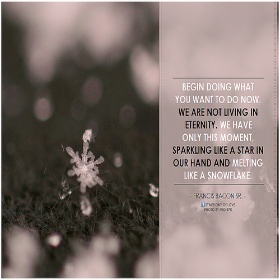 BEGIN DOING WHAT
YOU WANT TO DO NOW.
WE ARE NOT LIVING IN
ETERNITY. WE HAVE
ONLY THIS MOMENT,
SPARKLING LIKE A STAR IN
OUR HAND AND MELTING
LIKE A SNOWFLAKE.
FRANCIS BACON SR.